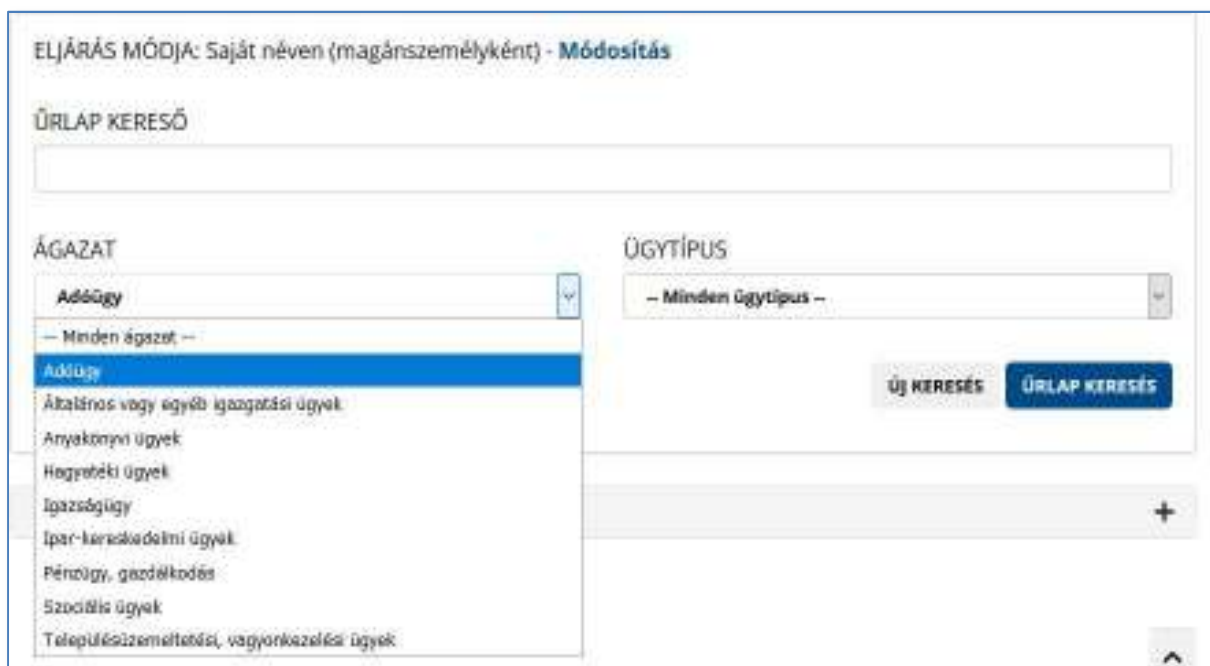 ELJÁRÁS MÓDJA: Saját néven (magánszemélyként) - Módosítás
ŰRLAP KERESŐ
ÁGAZAT
ÜGYTÍPUS
Adóügy
-- Minden ügytípus --
-- Minden ágazat --
Adóügy
Általános vagy egyéb igazgatási ügyek
Anyakönyvi ügyek
Hagyatéki ügyek
Igazságügy
Ipar-kereskedelmi ügyek
Pénzügy, gazdálkodás
Szociális ügyek
Településüzemeltetési, vagyonkezelési ügyek
ÚJ KERESÉS
ŰRLAP KERESÉS